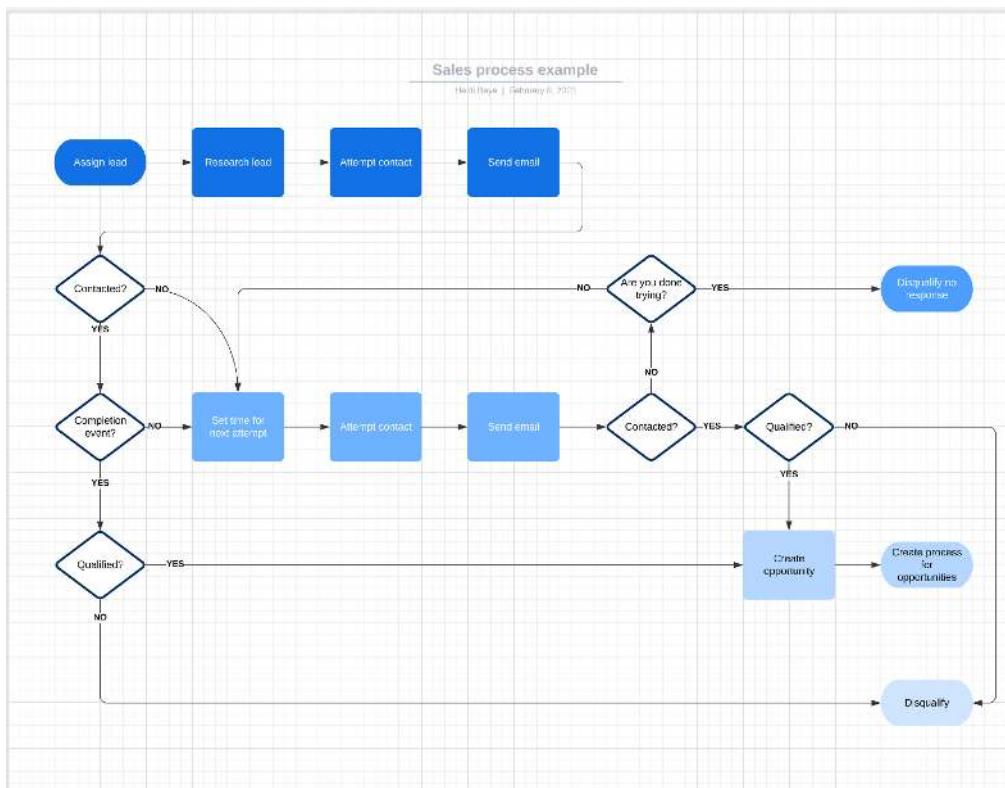 Sales process example
Assign lead
Research lead
Attempt contact
Send email
Contacted?
NO
YES
NO
Are you done
trying?
YES
Disqualify no
response
Completion
event?
NO
YES
Set time for
next attempt
Attempt contact
Send email
Contacted?
NO
YES
Qualified?
NO
YES
Qualified?
YES
NO
Create
opportunity
Create process
for
opportunities
Disqualify